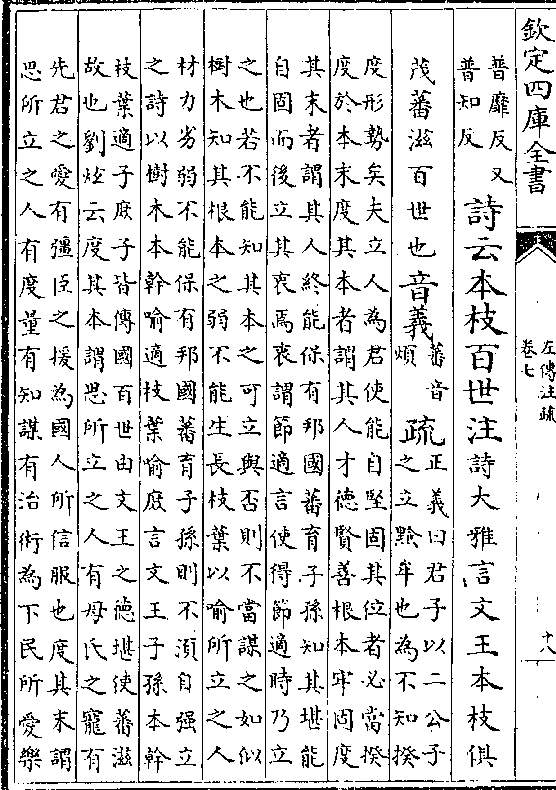 欽定四庫全書
左傳注疏
卷七
十八
普靡反又
普知反
詩云本枝百世注詩大雅言文王本枝俱
茂蕃滋百世也音義
蕃音
煩
疏
正義曰君子以二公子
之立黔牟也為不知揆
度形勢矣夫立人為君使能自堅固其位者必當揆
度於本末度其本者謂其人才德賢善根本牢固度
其末者謂其人終能保有邦國蕃育子孫知其堪能
自固而後立其衷焉衷謂節適言使得節適時乃立
之也若不能知其本之可立與否則不當謀之如似
樹木知其根本之弱不能生長枝葉以喻所立之人
材力劣弱不能保有邦國蕃育子孫則不須自强立
之詩以樹木本幹喻適枝葉喻庶言文王子孫本幹
枝葉適子庶子皆傳國百世由文王之德堪使蕃滋
故也劉炫云度其本謂思所立之人有母氏之寵有
先君之愛有彊臣之援為國人所信服也度其末謂
思所立之人有度量有知謀有治術為下民所愛樂